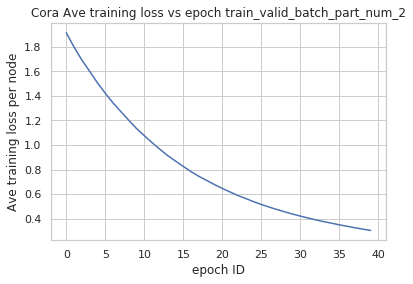 Cora Ave training loss vs epoch train_valid_batch_part_num_2
1.8
1.6
1.4
1.2
1.0
0.8
0.6
0.4
Ave training loss per node
0 5 10 15 20 25 30 35 40
epoch ID